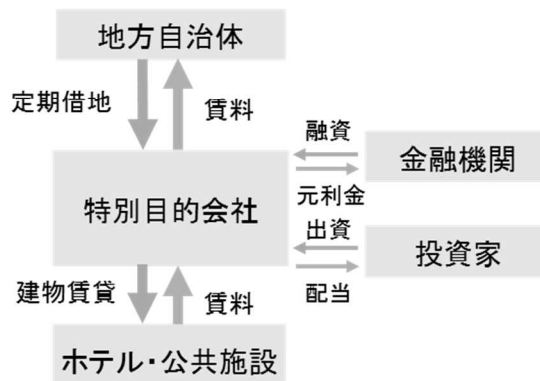 地方自治体
定期借地
賃料
融資
金融機関
特別目的会社
元利金
出資
投資家
配当
建物賃貸
賃料
ホテル・公共施設